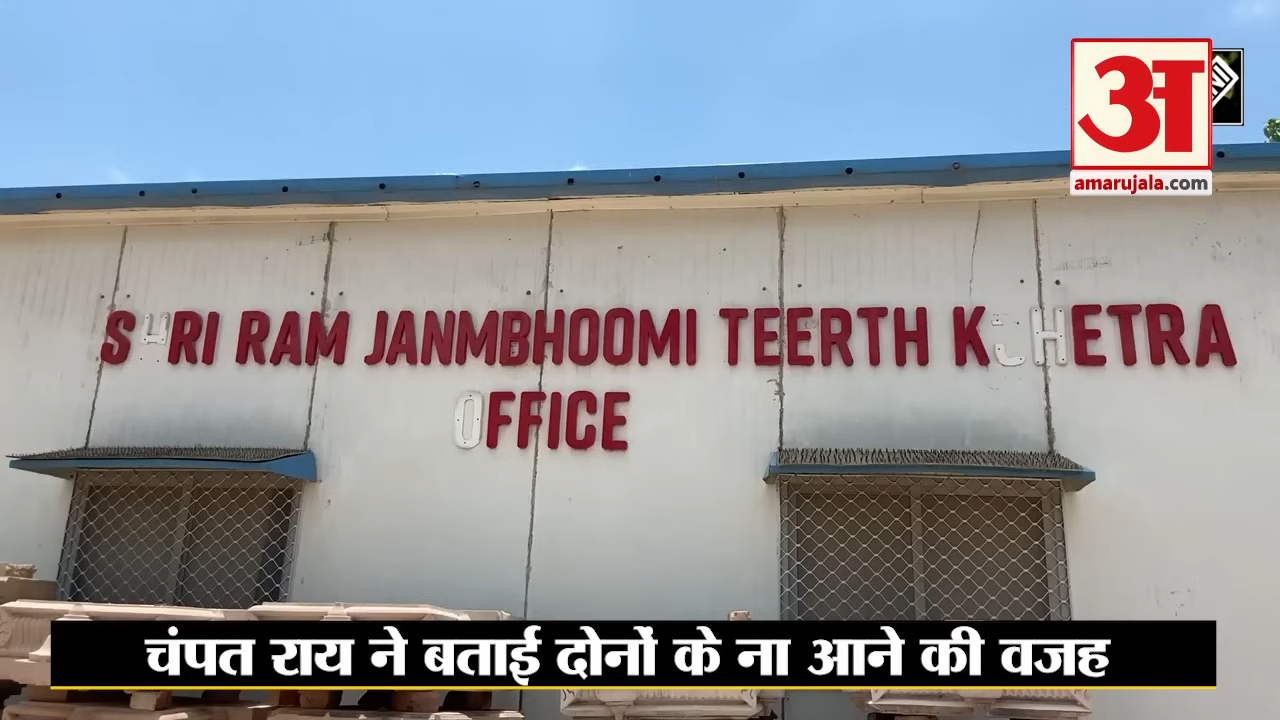 अ
amarujala.com
SHRI RAM JANMBHOOMI TEERTH KSHETRA
OFFICE
चंपत राय ने बताई दोनों के ना आने की वजह